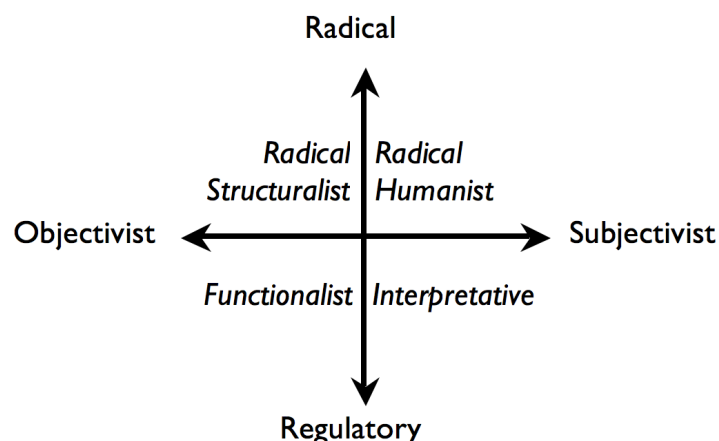 Radical
Radical Radical
Structuralist Humanist
Objectivist Subjectivist
Functionalist Interpretative
Regulatory